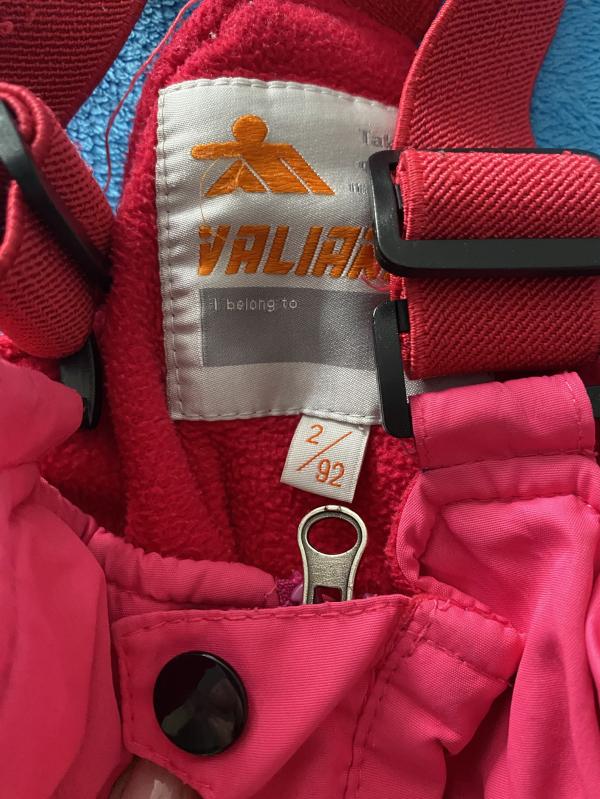 VALIAN
I belong to
2/92